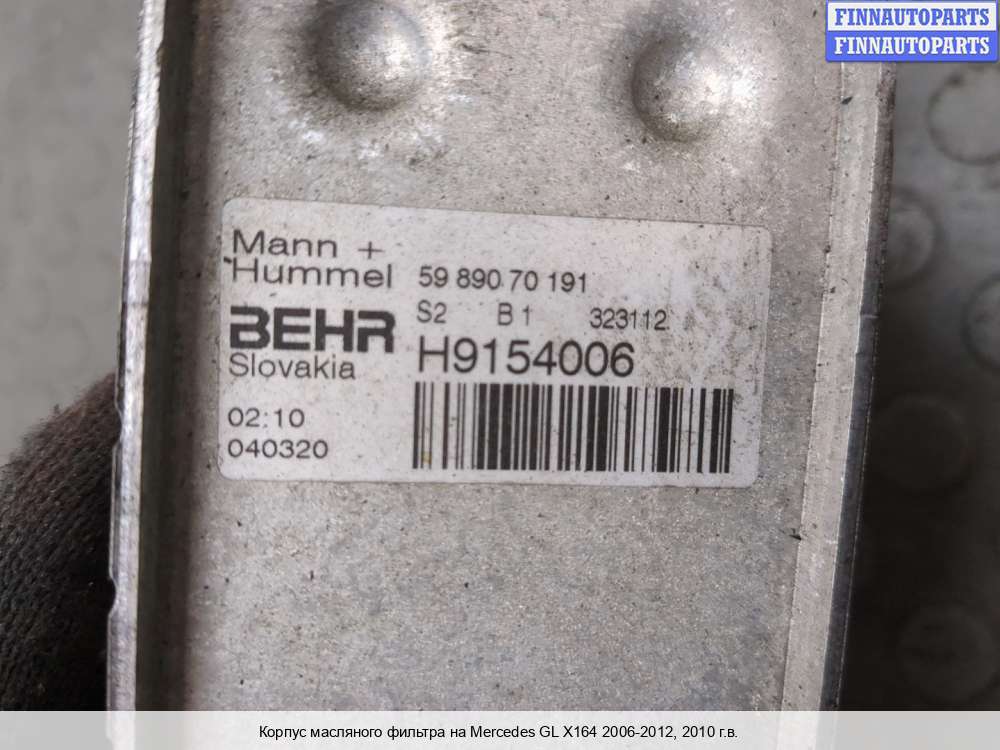 FINNAUTOPARTS
FINNAUTOPARTS
Mann +
Hummel 59 890 70 191
S2 B1 323112
BEHR
H9154006
Slovakia
02:10
040320
Корпус масляного фильтра на Mercedes GL X164 2006-2012, 2010 г.в.